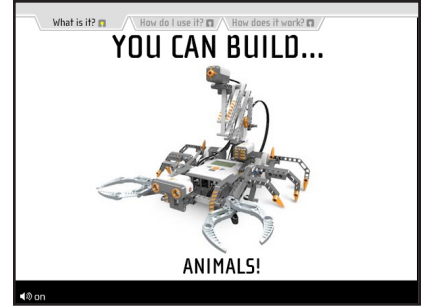 What is it? How do I use it? How does it work?
YOU CAN BUILD...
ANIMALS!
on